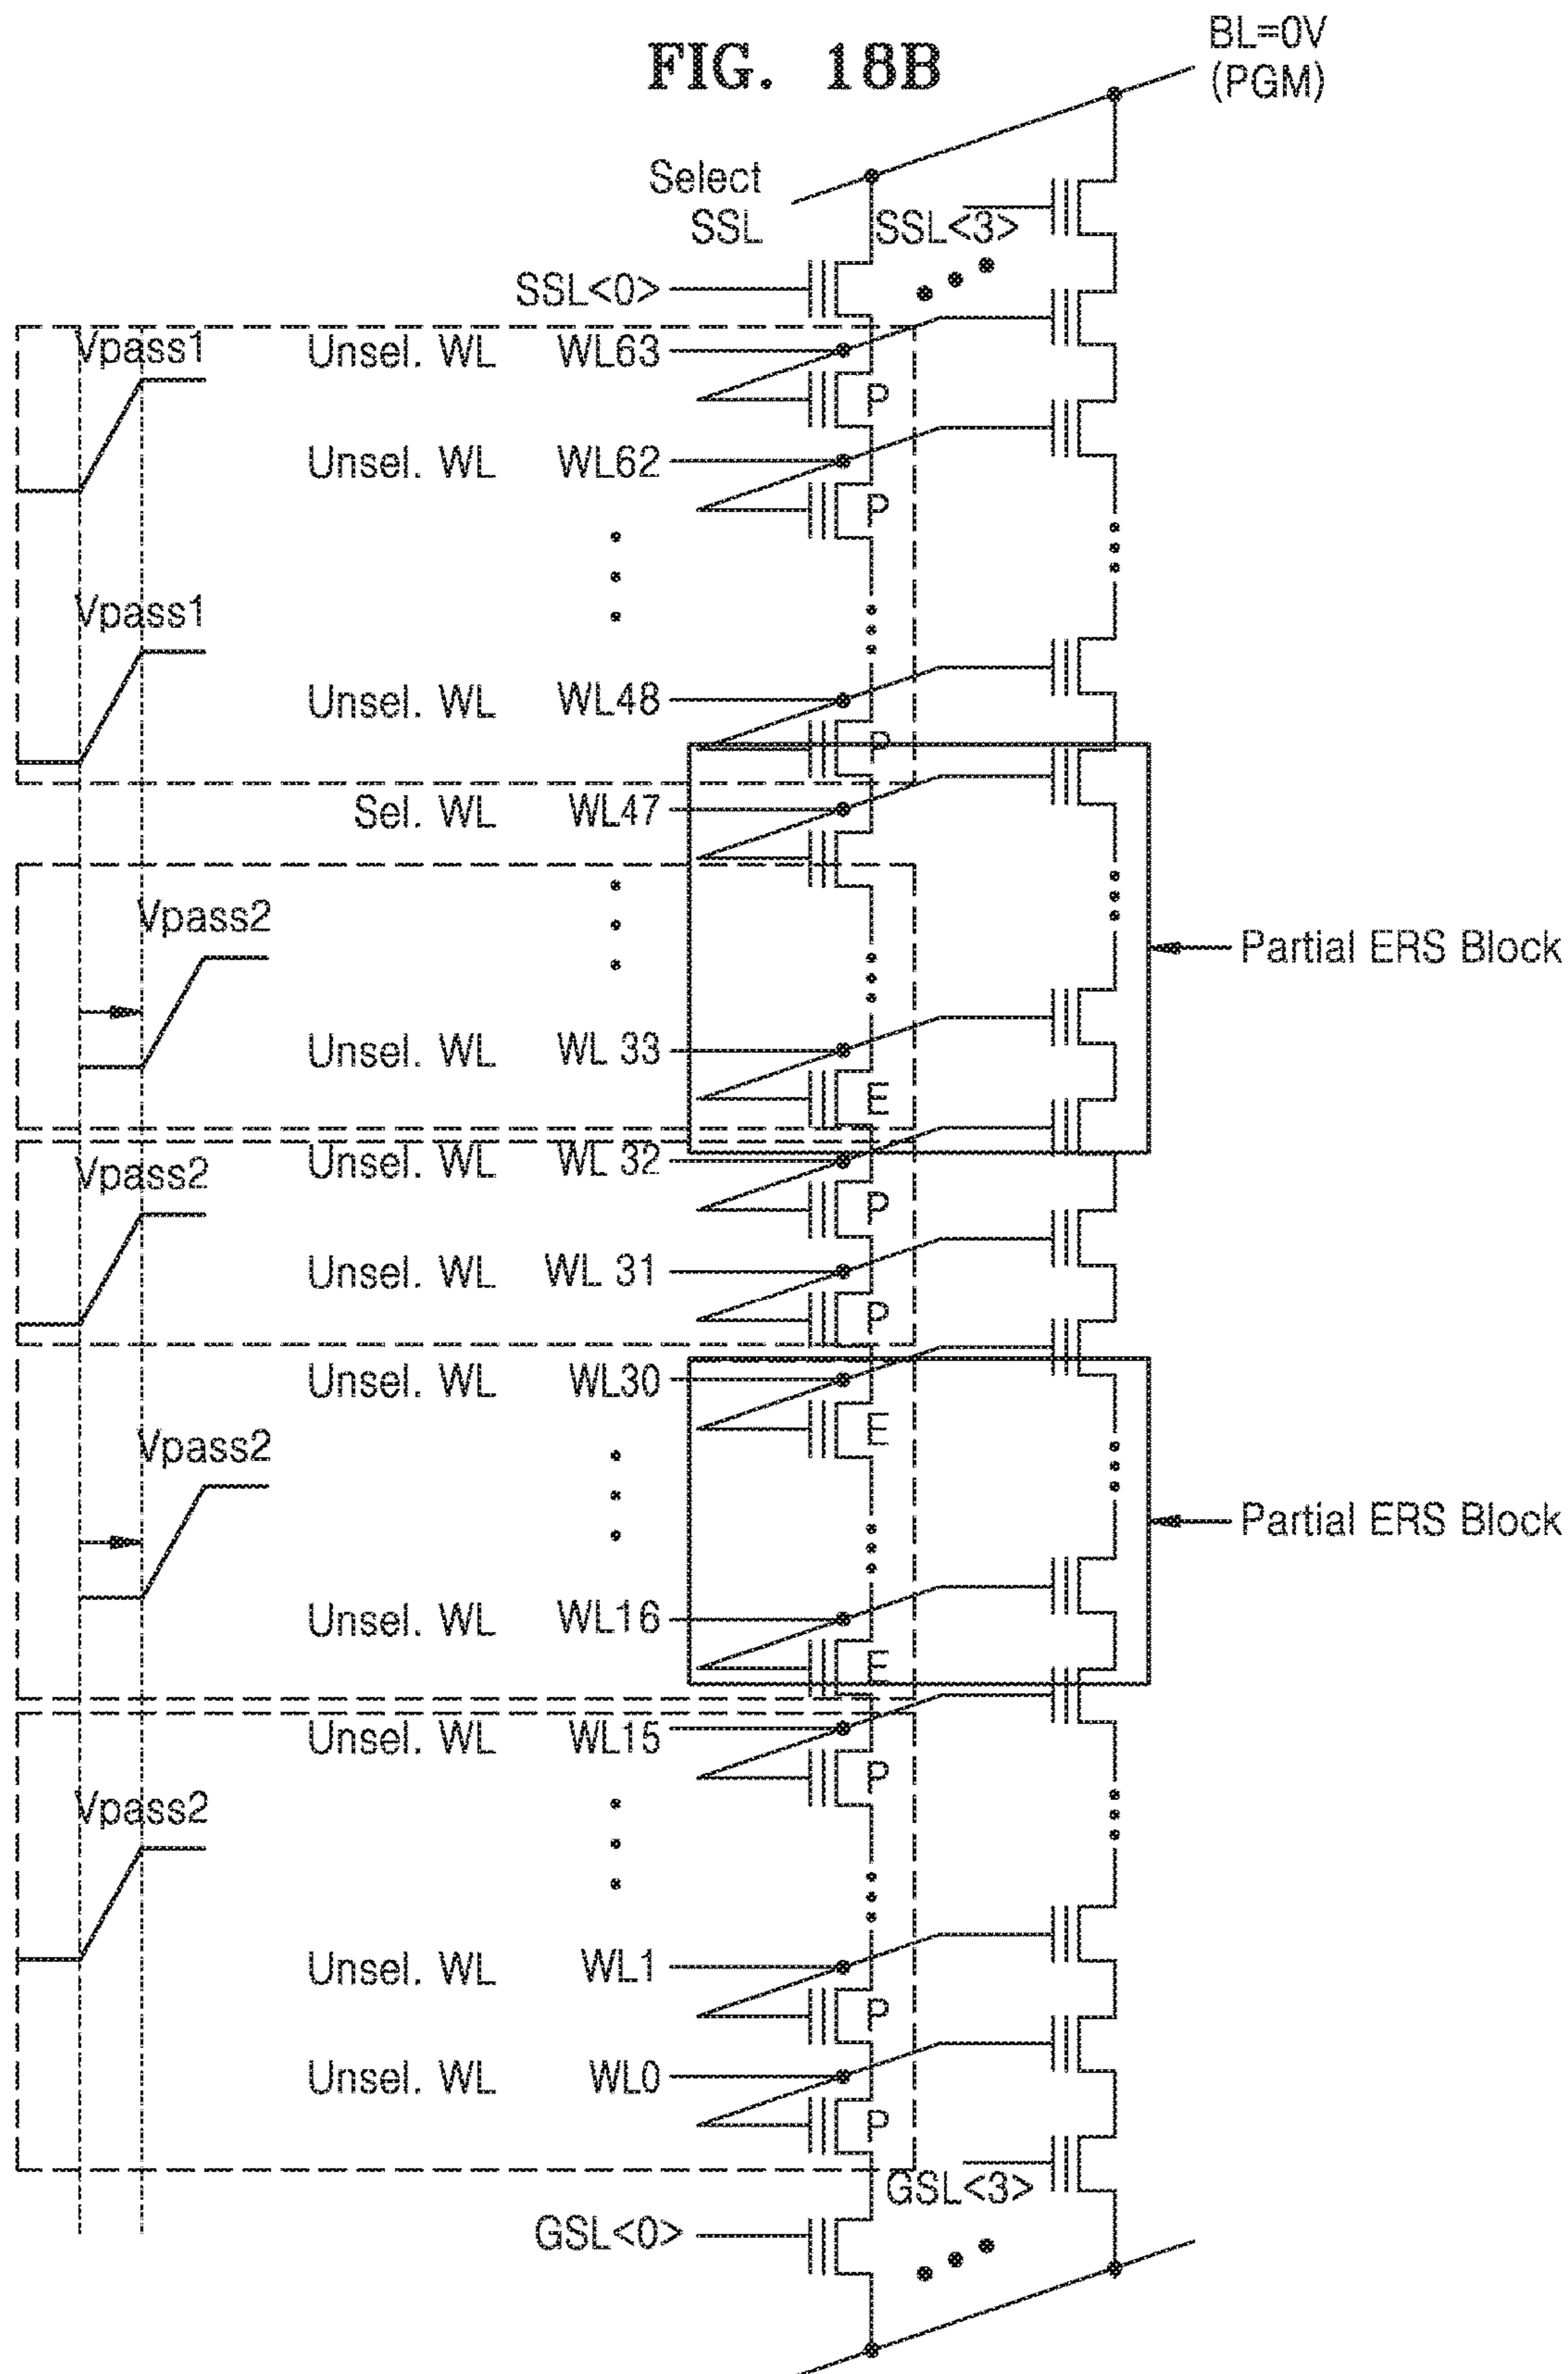 FIG. 18B
BL=0V
(PGM)
Select
SSL
SSL<3>
SSL<0>
Vpass1
Unsel. WL WL63
P
Unsel. WL WL62
P
Vpass1
Unsel. WL WL48
P
Sel. WL WL47
Vpass2
Partial ERS Block
Unsel. WL WL 33
E
Vpass2
Unsel. WL WL 32
P
Unsel. WL WL 31
P
Unsel. WL WL30
E
Vpass2
Partial ERS Block
Unsel. WL WL16
E
Unsel. WL WL15
P
Vpass2
Unsel. WL WL1
P
Unsel. WL WL0
P
GSL<3>
GSL<0>